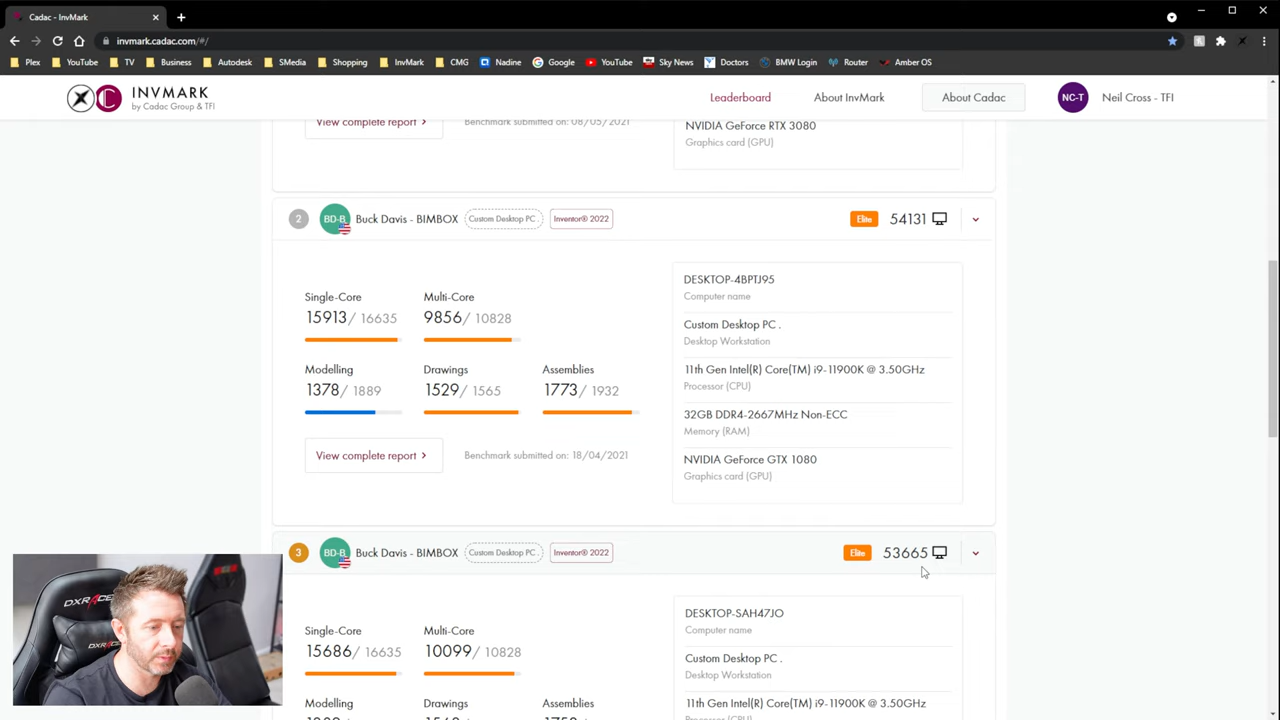 Cadac - InvMark
invmark.cadac.com/#/
Plex YouTube TV Business Autodesk SMedia Shopping InvMark CMG Nadine Google YouTube Sky News Doctors BMW Login Router Amber OS
INVMARK
by Cadac Group & TFI
Leaderboard About InvMark About Cadac NC-T Neil Cross - TFI
View complete report > Benchmark submitted on: 08/05/2021
NVIDIA GeForce RTX 3080
Graphics card (GPU)
2 BD-B Buck Davis - BIMBOX Custom Desktop PC . Inventor® 2022 Elite 54131
Single-Core Multi-Core
15913/ 16635 9856/ 10828
Modelling Drawings Assemblies
1378/ 1889 1529/ 1565 1773/ 1932
View complete report > Benchmark submitted on: 18/04/2021
DESKTOP-4BPTJ95
Computer name
Custom Desktop PC .
Desktop Workstation
11th Gen Intel(R) Core(TM) i9-11900K @ 3.50GHz
Processor (CPU)
32GB DDR4-2667MHz Non-ECC
Memory (RAM)
NVIDIA GeForce GTX 1080
Graphics card (GPU)
3 BD-B Buck Davis - BIMBOX Custom Desktop PC . Inventor® 2022 Elite 53665
Single-Core Multi-Core
15686/ 16635 10099/ 10828
Modelling Drawings Assemblies
DESKTOP-SAH47JO
Computer name
Custom Desktop PC .
Desktop Workstation
11th Gen Intel(R) Core(TM) i9-11900K @ 3.50GHz
DXRACER
DXRACER